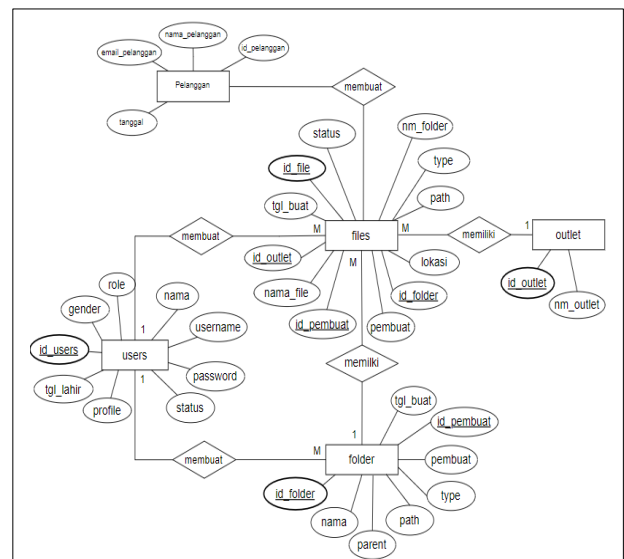 nama_pelanggan
email_pelanggan
id_pelanggan
Pelanggan
membuat
tanggal
status
nm_folder
id_file
type
tgl_buat
path
membuat
M
files
M
memiliki
1
outlet
id_outlet
M
M
lokasi
id_outlet
nama_file
id_folder
nm_outlet
id_pembuat
pembuat
role
nama
gender
username
1
id_users
users
password
1
tgl_lahir
profile
status
memilki
tgl_buat
id_pembuat
1
membuat
M
folder
pembuat
id_folder
type
nama
path
parent